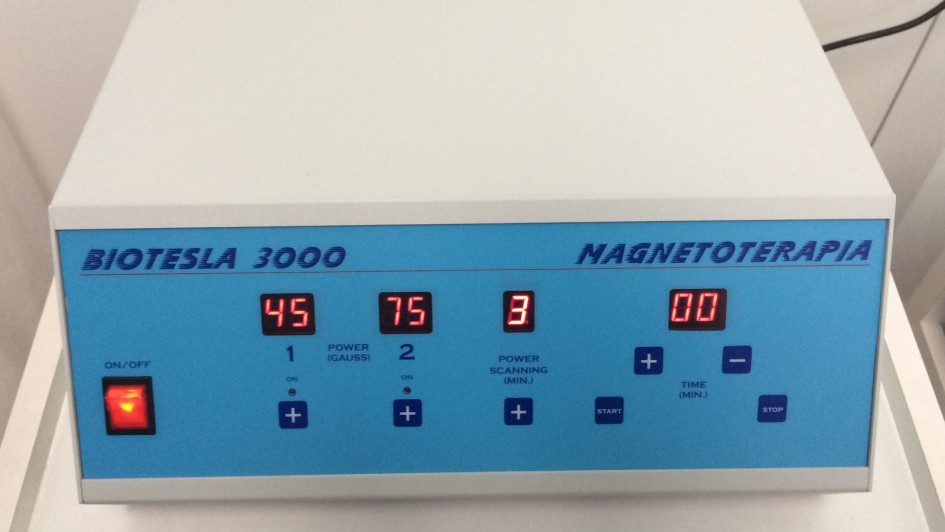 BIOTESLA 3000
MAGNETOTERAPIA
45
75
3
00
1
POWER
(GAUSS)
2
ON/OFF
ON
ON
+
+
POWER
SCANNING
(MIN.)
+
+
−
TIME
(MIN.)
START
STOP